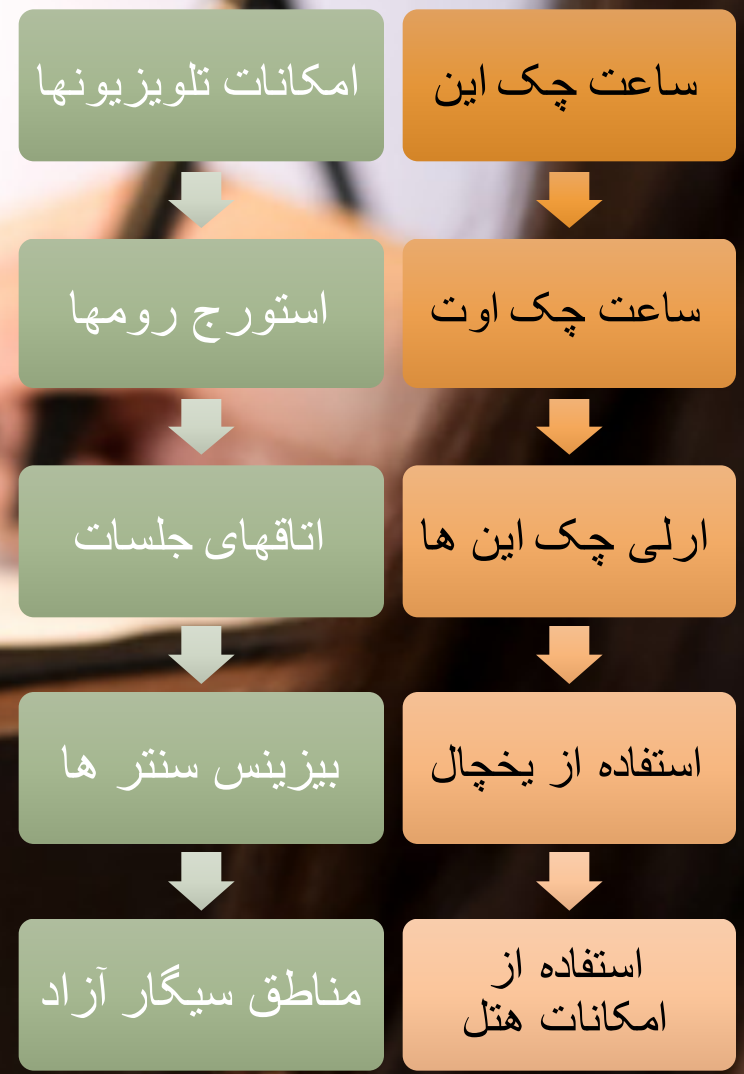 ساعت چک این
ساعت چک اوت
ارلی چک این ها
استفاده از یخچال
استفاده از
امکانات هتل
امکانات تلویزیونها
استورج رومها
اتاقهای جلسات
بیزینس سنتر ها
مناطق سیگار آزاد